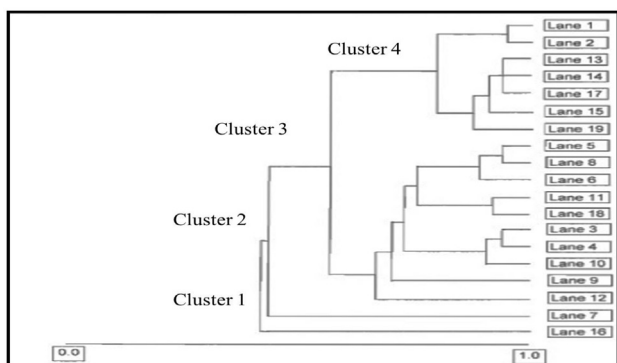 Lane 1
Cluster 4
Lane 2
Lane 13
Lane 14
Lane 17
Lane 15
Cluster 3
Lane 19
Lane 5
Lane 8
Lane 6
Lane 11
Cluster 2
Lane 18
Lane 3
Lane 4
Lane 10
Lane 9
Cluster 1
Lane 12
Lane 7
Lane 16
0.0
1.0